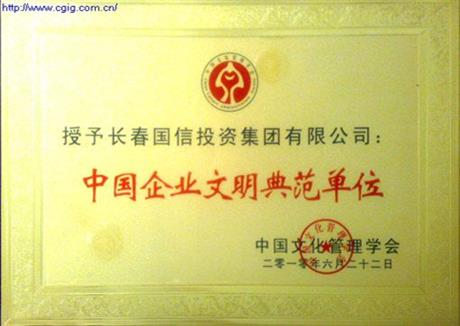 http://www.cgig.com.cn/
授予长春国信投资集团有限公司：
中国企业文明典范单位
中国文化管理学会
二零一零年六月二十二日